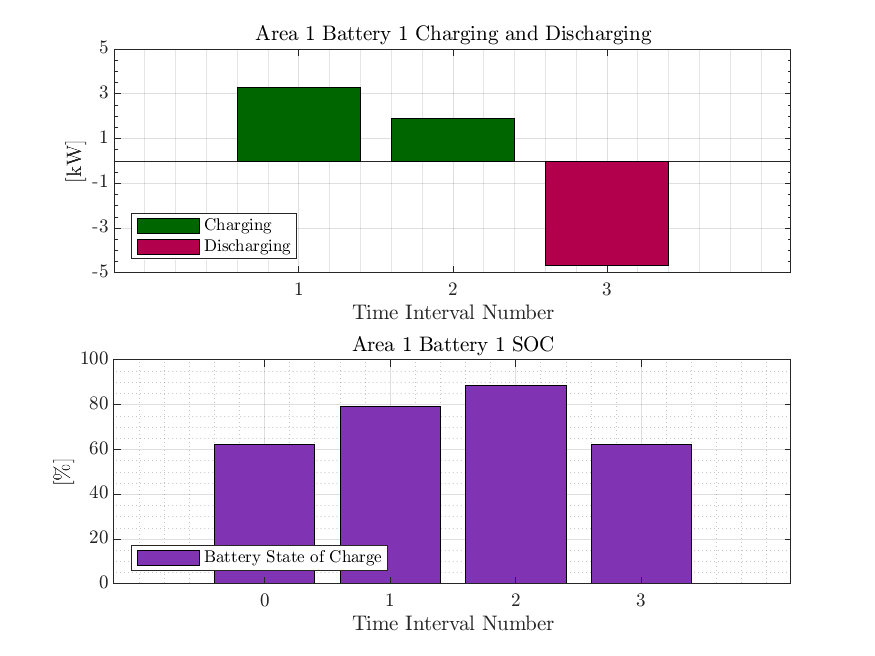 Area 1 Battery 1 Charging and Discharging
5
3
1
-1
-3
-5
[kW]
Charging
Discharging
1 2 3
Time Interval Number
Area 1 Battery 1 SOC
100
80
60
40
20
0
[%]
Battery State of Charge
0 1 2 3
Time Interval Number